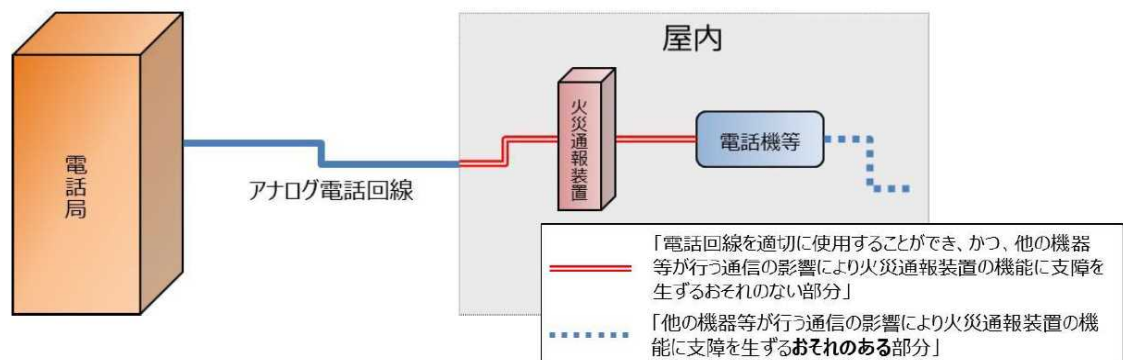 屋内
電話局
アナログ電話回線
火災通報装置
電話機等
「電話回線を適切に使用することができ、かつ、他の機器
等が行う通信の影響により火災通報装置の機能に支障を
生ずるおそれのない部分」
「他の機器等が行う通信の影響により火災通報装置の機
能に支障を生ずるおそれのある部分」